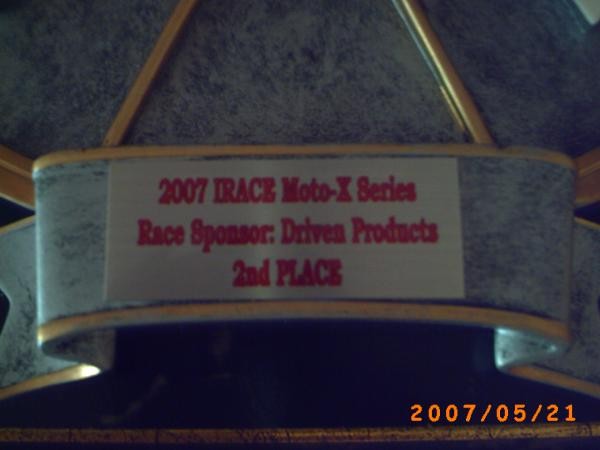 2007 IRACE Moto-X Series
Race Sponsor: Driven Products
2nd PLACE
2007/05/21